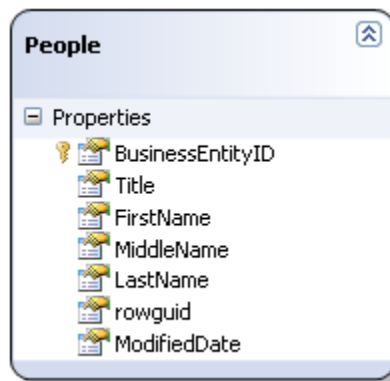 People
Properties
BusinessEntityID
Title
FirstName
MiddleName
LastName
rowguid
ModifiedDate